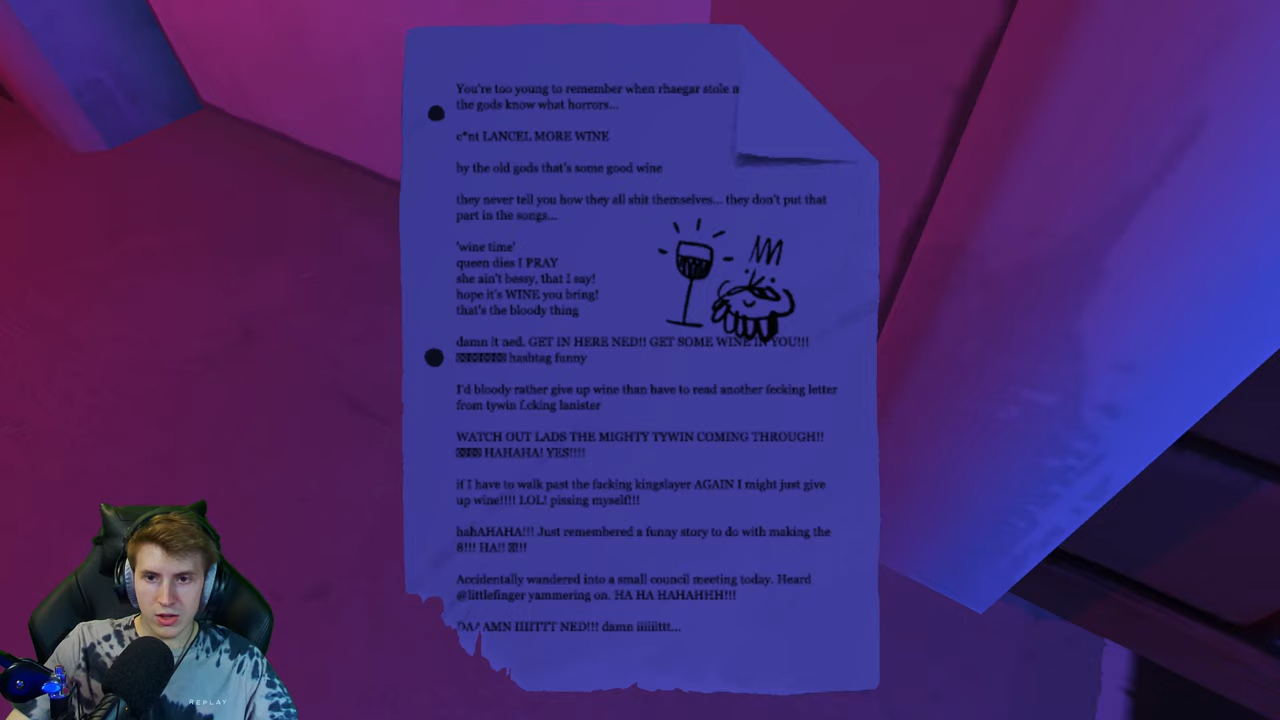 You're too young to remember when rhaegar stole
the gods know what horrors...
c*nt LANCEL MORE WINE
by the old gods that's some good wine
they never tell you how they all shit themselves... they don't put that
part in the songs...
'wine time'
queen dies I PRAY
she ain't bessy, that I say!
hope it's WINE you bring!
that's the bloody thing
damn it ned. GET IN HERE NED!! GET SOME WINE IN YOU!!!
hashtag funny
I'd bloody rather give up wine than have to read another fecking letter
from tywin f.cking lanister
WATCH OUT LADS THE MIGHTY TYWIN COMING THROUGH!!
HAHAHA! YES!!!!
if I have to walk past the facking kingslayer AGAIN I might just give
up wine!!!! LOL! pissing myself!!!
hahAHAHA!!! Just remembered a funny story to do with making the
8!!! HA!! !!!
Accidentally wandered into a small council meeting today. Heard
@littlefinger yammering on. HA HA HAHAHH!!!
DAAAMN IIIITTT NED!!! damn iiiiiittt...
REPLAY